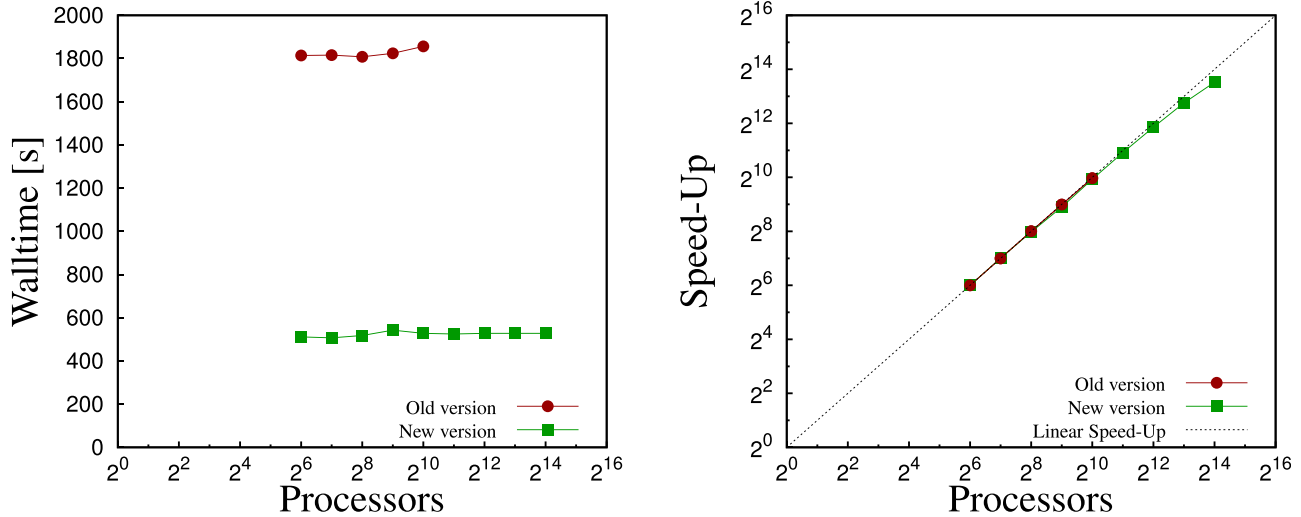 2000
1800
1600
1400
1200
1000
800
600
400
200
0
Walltime [s]
Old version
New version
2^0 2^2 2^4 2^6 2^8 2^10 2^12 2^14 2^16
Processors
2^16
2^14
2^12
2^10
2^8
2^6
2^4
2^2
2^0
Speed-Up
Old version
New version
Linear Speed-Up
2^0 2^2 2^4 2^6 2^8 2^10 2^12 2^14 2^16
Processors